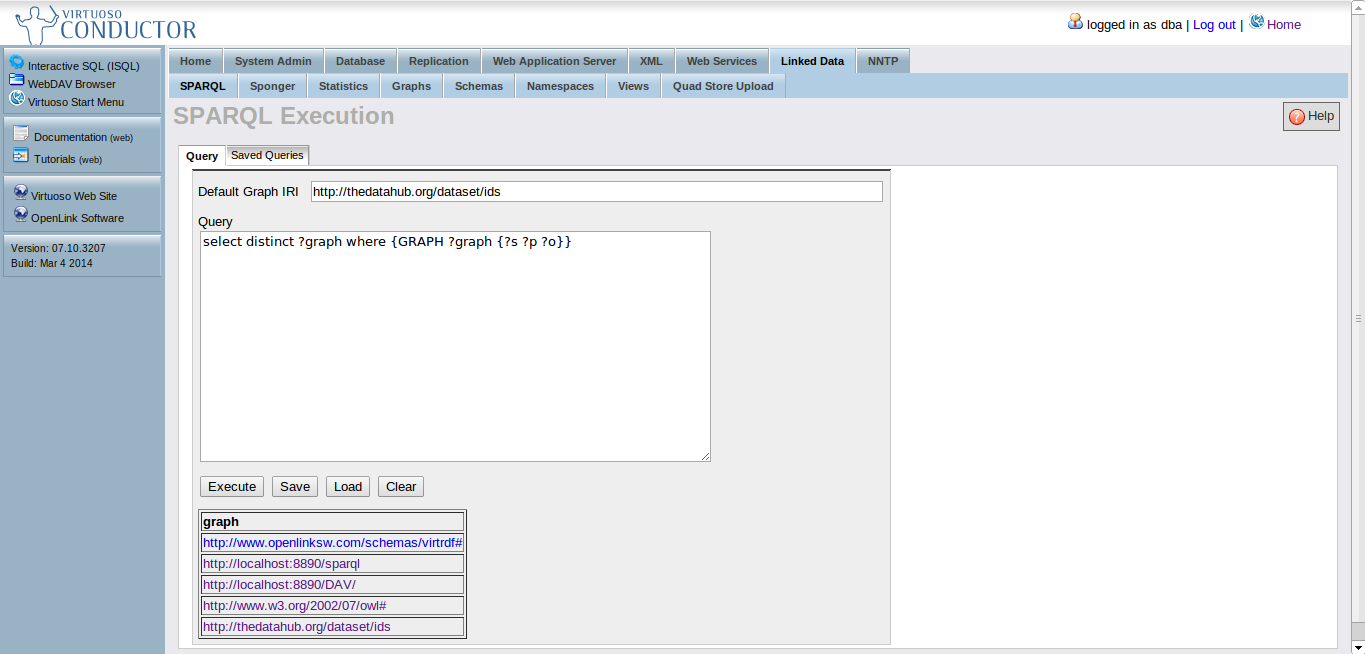 VIRTUOSO
CONDUCTOR
logged in as dba | Log out | Home
Interactive SQL (ISQL)
WebDAV Browser
Virtuoso Start Menu
Documentation (web)
Tutorials (web)
Virtuoso Web Site
OpenLink Software
Version: 07.10.3207
Build: Mar 4 2014
Home System Admin Database Replication Web Application Server XML Web Services Linked Data NNTP
SPARQL Sponger Statistics Graphs Schemas Namespaces Views Quad Store Upload
SPARQL Execution
? Help
Query Saved Queries
Default Graph IRI http://thedatahub.org/dataset/ids
Query
select distinct ?graph where {GRAPH ?graph {?s ?p ?o}}
Execute Save Load Clear
graph
http://www.openlinksw.com/schemas/virtrdf#
http://localhost:8890/sparql
http://localhost:8890/DAV/
http://www.w3.org/2002/07/owl#
http://thedatahub.org/dataset/ids